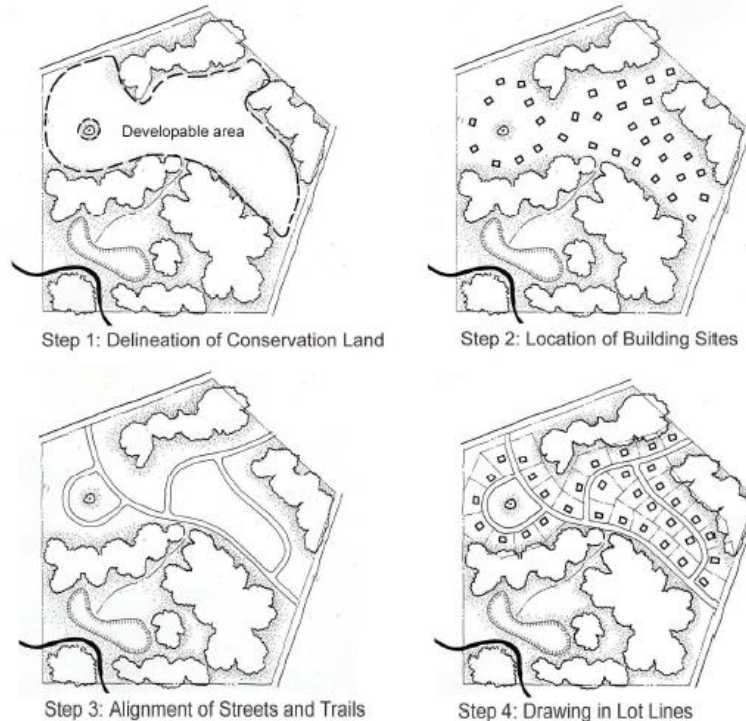 Developable area
Step 1: Delineation of Conservation Land
Step 2: Location of Building Sites
Step 3: Alignment of Streets and Trails
Step 4: Drawing in Lot Lines